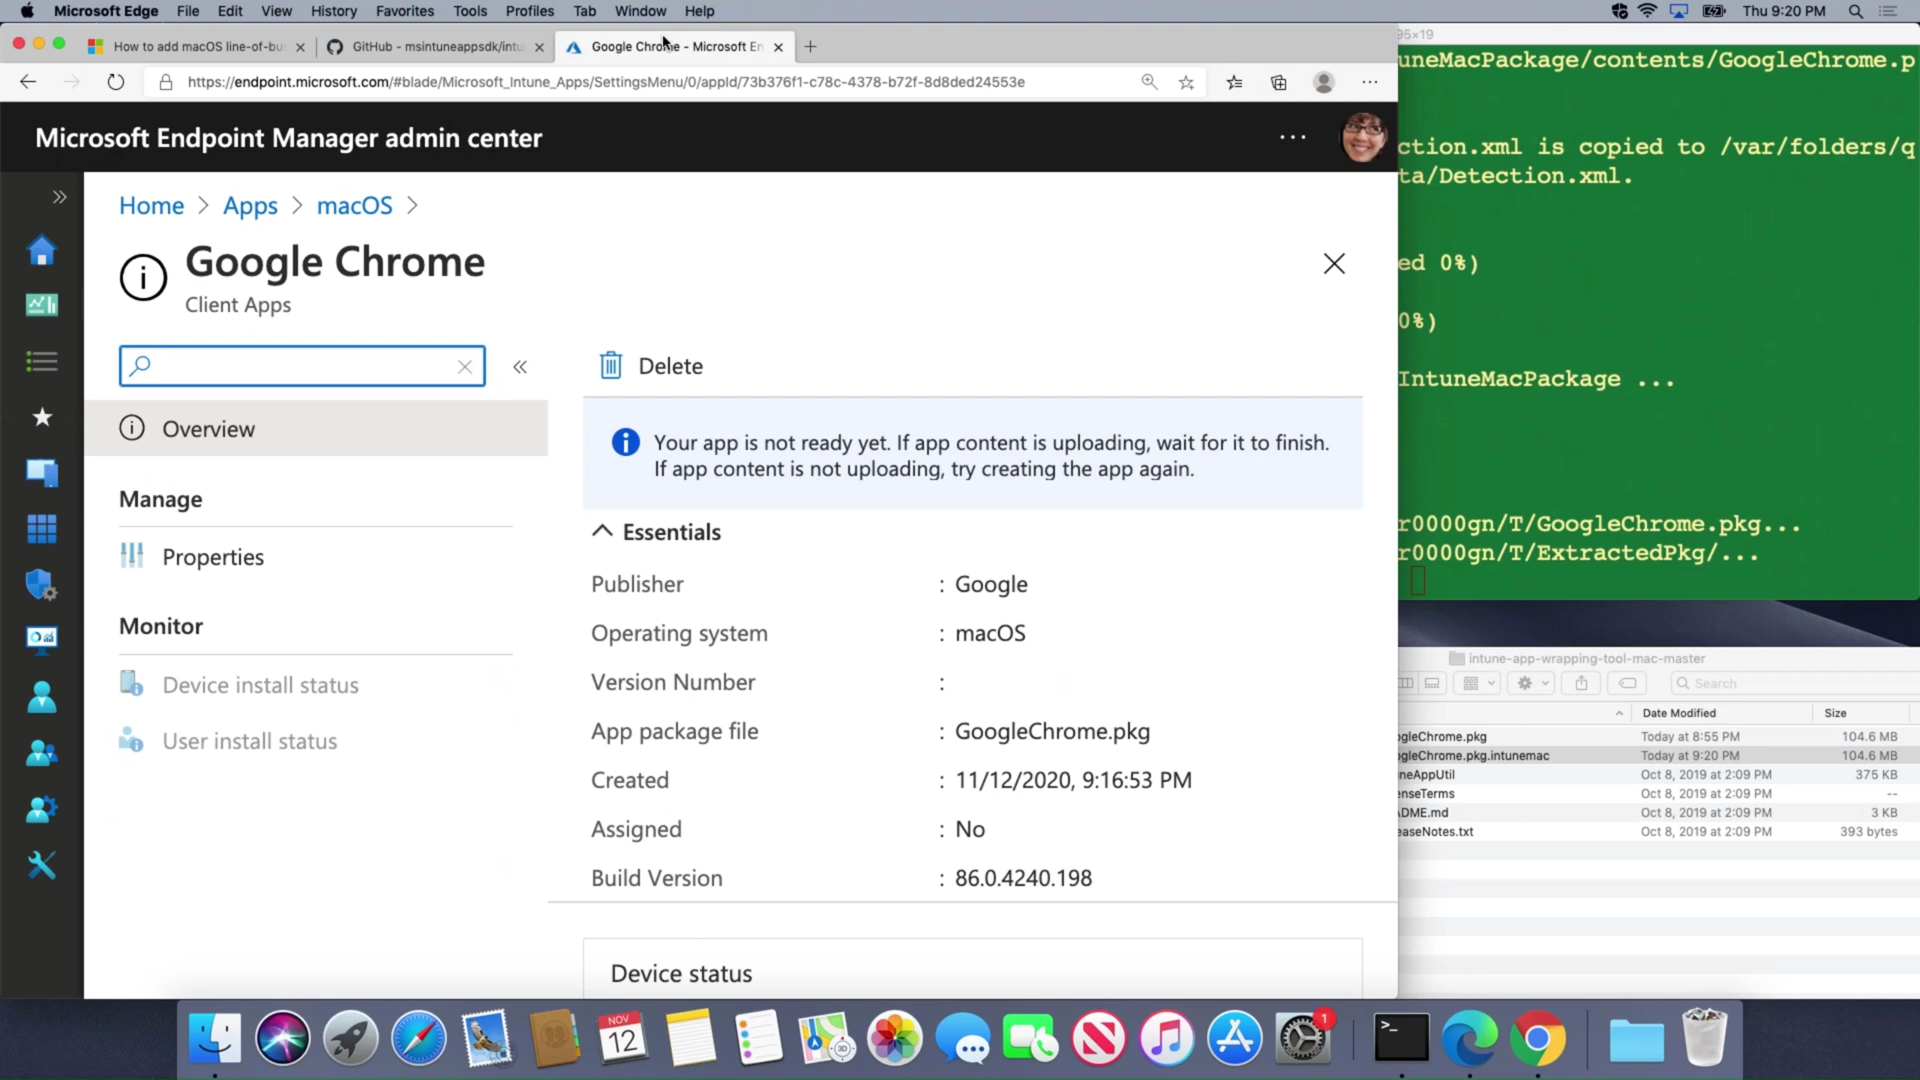 Microsoft Edge File Edit View History Favorites Tools Profiles Tab Window Help Thu 9:20 PM
How to add macOS line-of-bu
GitHub - msintuneappsdk/intu
Google Chrome - Microsoft En
https://endpoint.microsoft.com/#blade/Microsoft_Intune_Apps/SettingsMenu/0/appId/73b376f1-c78c-4378-b72f-8d8ded24553e
Microsoft Endpoint Manager admin center
Home > Apps > macOS >
Google Chrome
Client Apps
Overview
Manage
Properties
Monitor
Device install status
User install status
Delete
Your app is not ready yet. If app content is uploading, wait for it to finish.
If app content is not uploading, try creating the app again.
Essentials
Publisher : Google
Operating system : macOS
Version Number :
App package file : GoogleChrome.pkg
Created : 11/12/2020, 9:16:53 PM
Assigned : No
Build Version : 86.0.4240.198
Device status
95×19
uneMacPackage/contents/GoogleChrome.p
ction.xml is copied to /var/folders/q
ta/Detection.xml.
ed 0%)
0%)
IntuneMacPackage ...
r0000gn/T/GoogleChrome.pkg...
r0000gn/T/ExtractedPkg/...
intune-app-wrapping-tool-mac-master
Search
Date Modified Size
ogleChrome.pkg Today at 8:55 PM 104.6 MB
ogleChrome.pkg.intunemac Today at 9:20 PM 104.6 MB
neAppUtil Oct 8, 2019 at 2:09 PM 375 KB
enseTerms Oct 8, 2019 at 2:09 PM --
DME.md Oct 8, 2019 at 2:09 PM 3 KB
easeNotes.txt Oct 8, 2019 at 2:09 PM 393 bytes
NOV
12
3D
1
>_